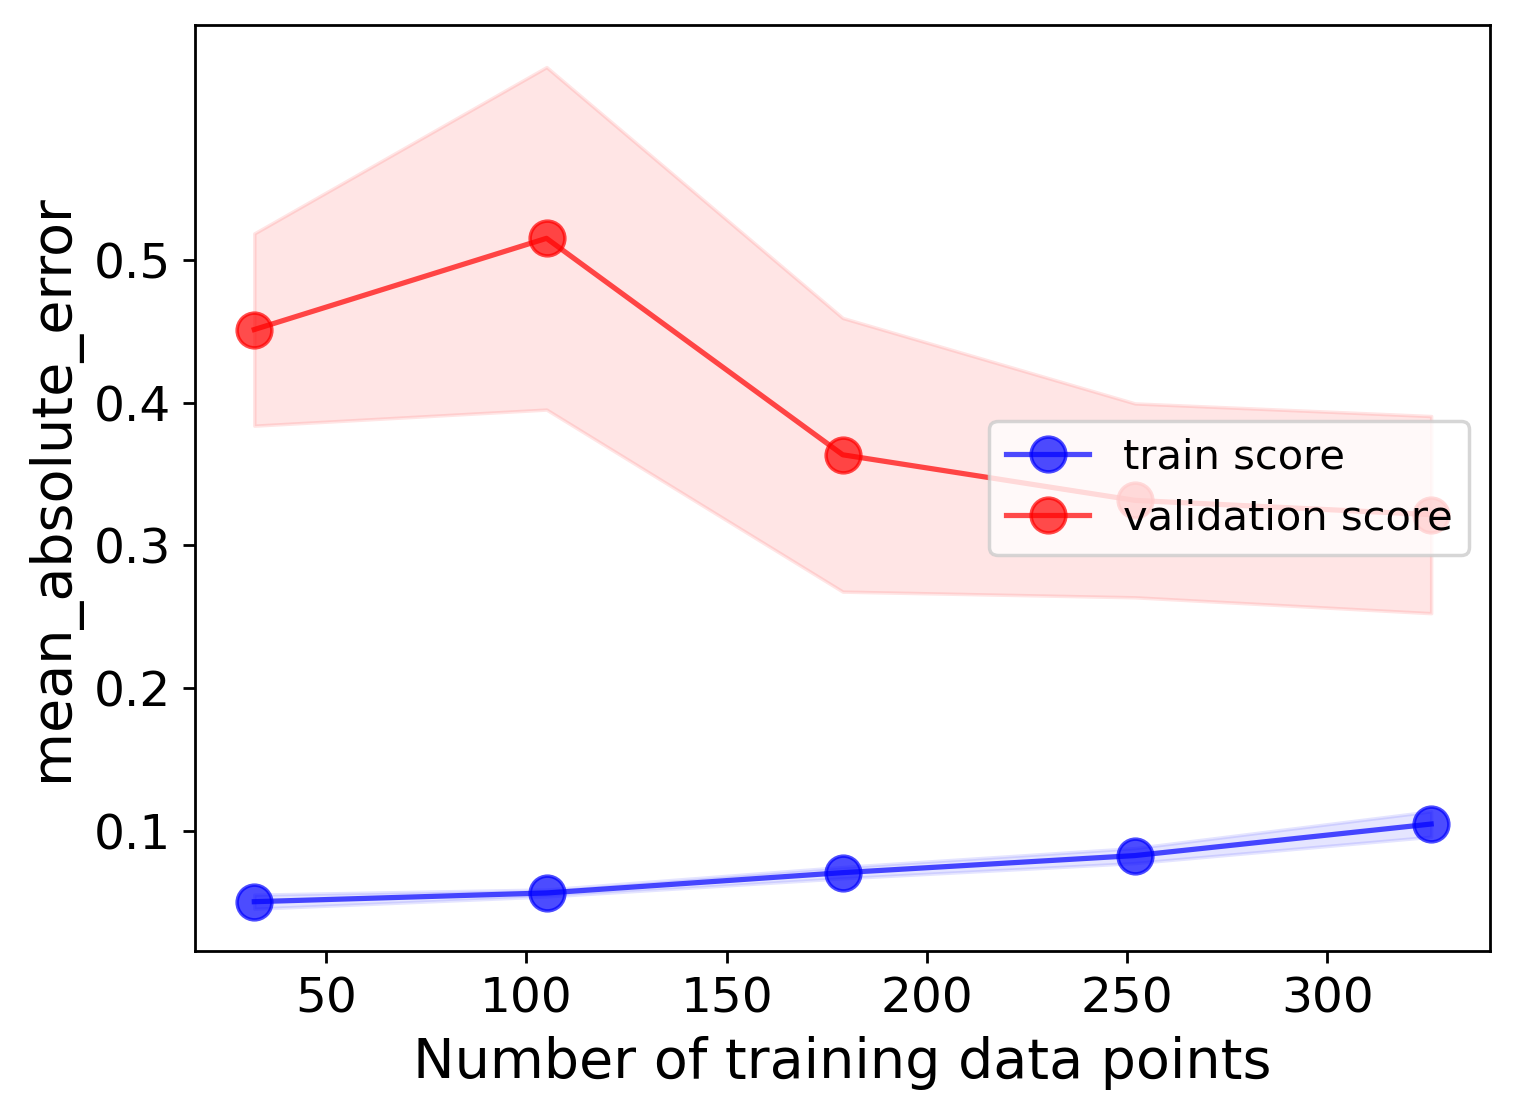 mean_absolute_error
0.5
0.4
0.3
0.2
0.1
train score
validation score
50 100 150 200 250 300
Number of training data points